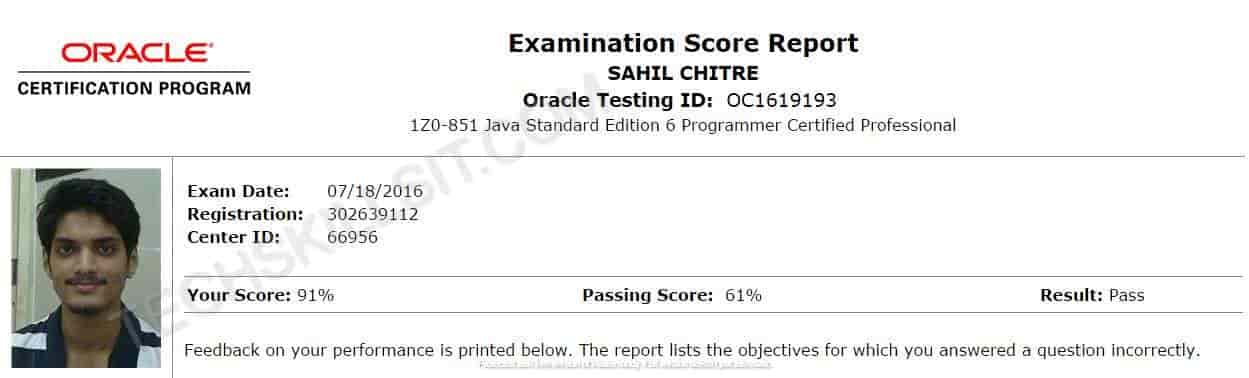 ORACLE
CERTIFICATION PROGRAM
Examination Score Report
SAHIL CHITRE
Oracle Testing ID: OC1619193
1Z0-851 Java Standard Edition 6 Programmer Certified Professional
Exam Date: 07/18/2016
Registration: 302639112
Center ID: 66956
Your Score: 91% Passing Score: 61% Result: Pass
Feedback on your performance is printed below. The report lists the objectives for which you answered a question incorrectly.
TECHSKILLSIT.COM